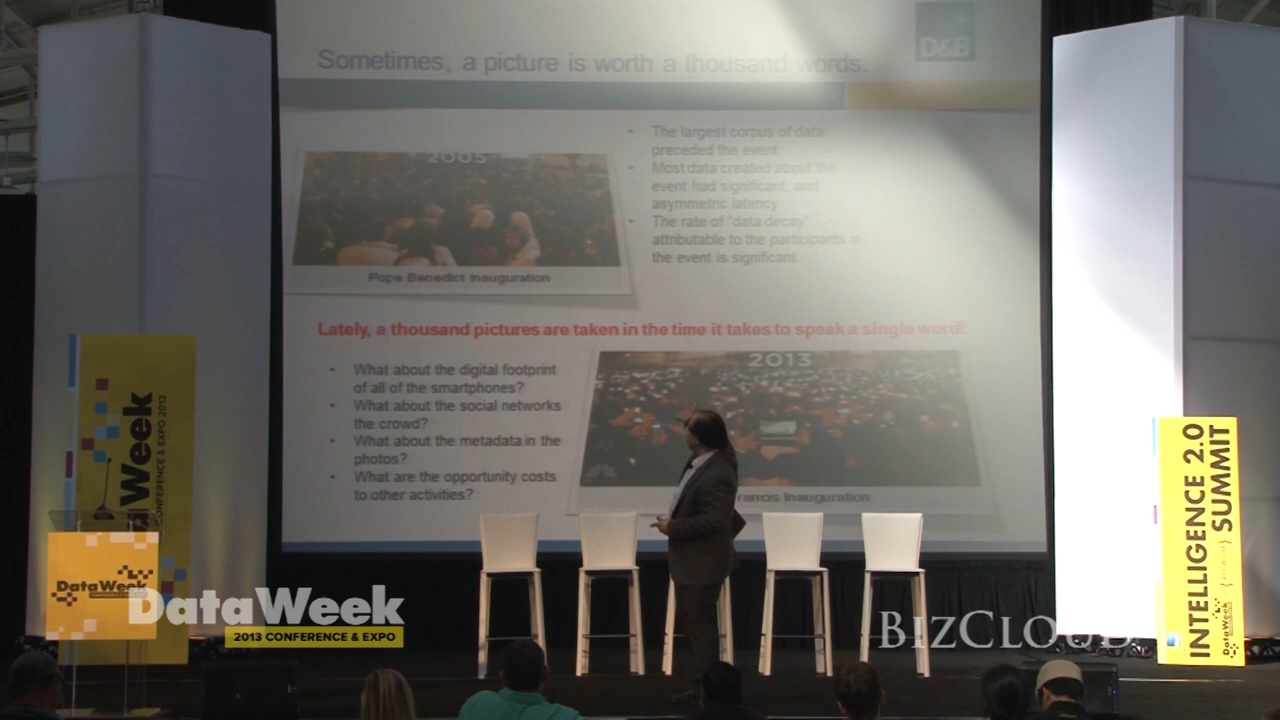 D&B
Sometimes, a picture is worth a thousand words.
2005
Pope Benedict Inauguration
• The largest corpus of data
preceded the event
• Most data created about the
event had significant, and
asymmetric latency
• The rate of "data decay"
attributable to the participants in
the event is significant
Lately, a thousand pictures are taken in the time it takes to speak a single word!
• What about the digital footprint
of all of the smartphones?
• What about the social networks
the crowd?
• What about the metadata in the
photos?
• What are the opportunity costs
to other activities?
2013
rancis Inauguration
aWeek
CONFERENCE & EXPO 2013
DataWeek
DataWeek
2013 CONFERENCE & EXPO
BIZCLOUD
INTELLIGENCE 2.0
SUMMIT
DataWeek